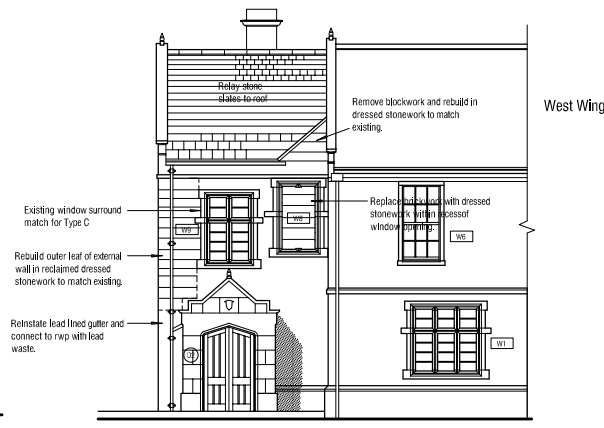 Relay stone
slates to roof
Remove blockwork and rebuild in
dressed stonework to match
existing.
West Wing
Existing window surround
match for Type C
W9
W8
Replace brickwork with dressed
stonework within recessof
window opening.
W6
Rebuild outer leaf of external
wall in reclaimed dressed
stonework to match existing.
Reinstate lead lined gutter and
connect to rwp with lead
waste.
D2
W1